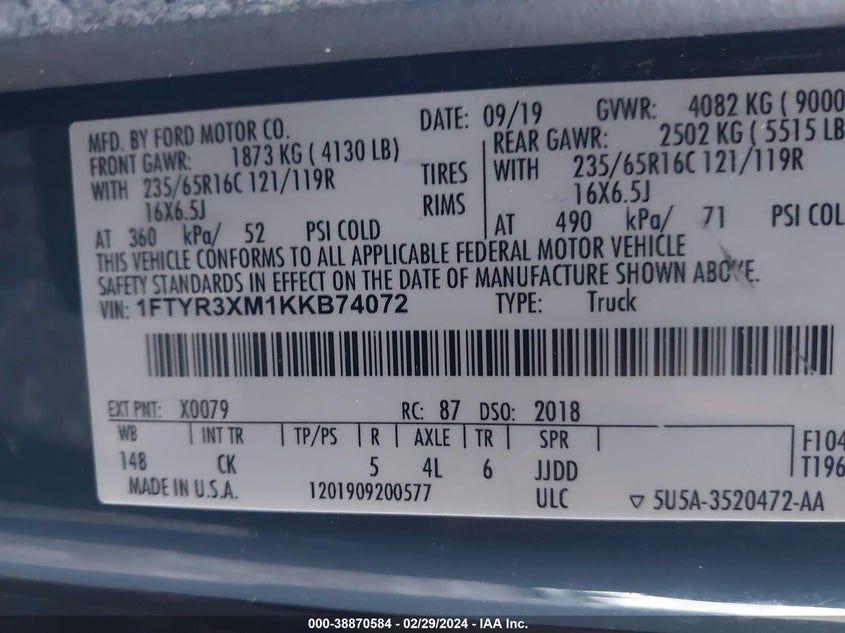 MFD. BY FORD MOTOR CO. DATE: 09/19 GVWR: 4082 KG ( 9000
FRONT GAWR: 1873 KG ( 4130 LB) REAR GAWR: 2502 KG ( 5515 LB
WITH 235/65R16C 121/119R TIRES WITH 235/65R16C 121/119R
16X6.5J RIMS 16X6.5J
AT 360 kPa/ 52 PSI COLD AT 490 kPa/ 71 PSI COL
THIS VEHICLE CONFORMS TO ALL APPLICABLE FEDERAL MOTOR VEHICLE
SAFETY STANDARDS IN EFFECT ON THE DATE OF MANUFACTURE SHOWN ABOVE.
VIN: 1FTYR3XM1KKB74072 TYPE: Truck
EXT PNT: X0079 RC: 87 DSO: 2018
WB INT TR TP/PS R AXLE TR SPR F104
148 CK 5 4L 6 JJDD T196
MADE IN U.S.A. 1201909200577 ULC ▽ 5U5A-3520472-AA
000-38870584 - 02/29/2024 - IAA Inc.